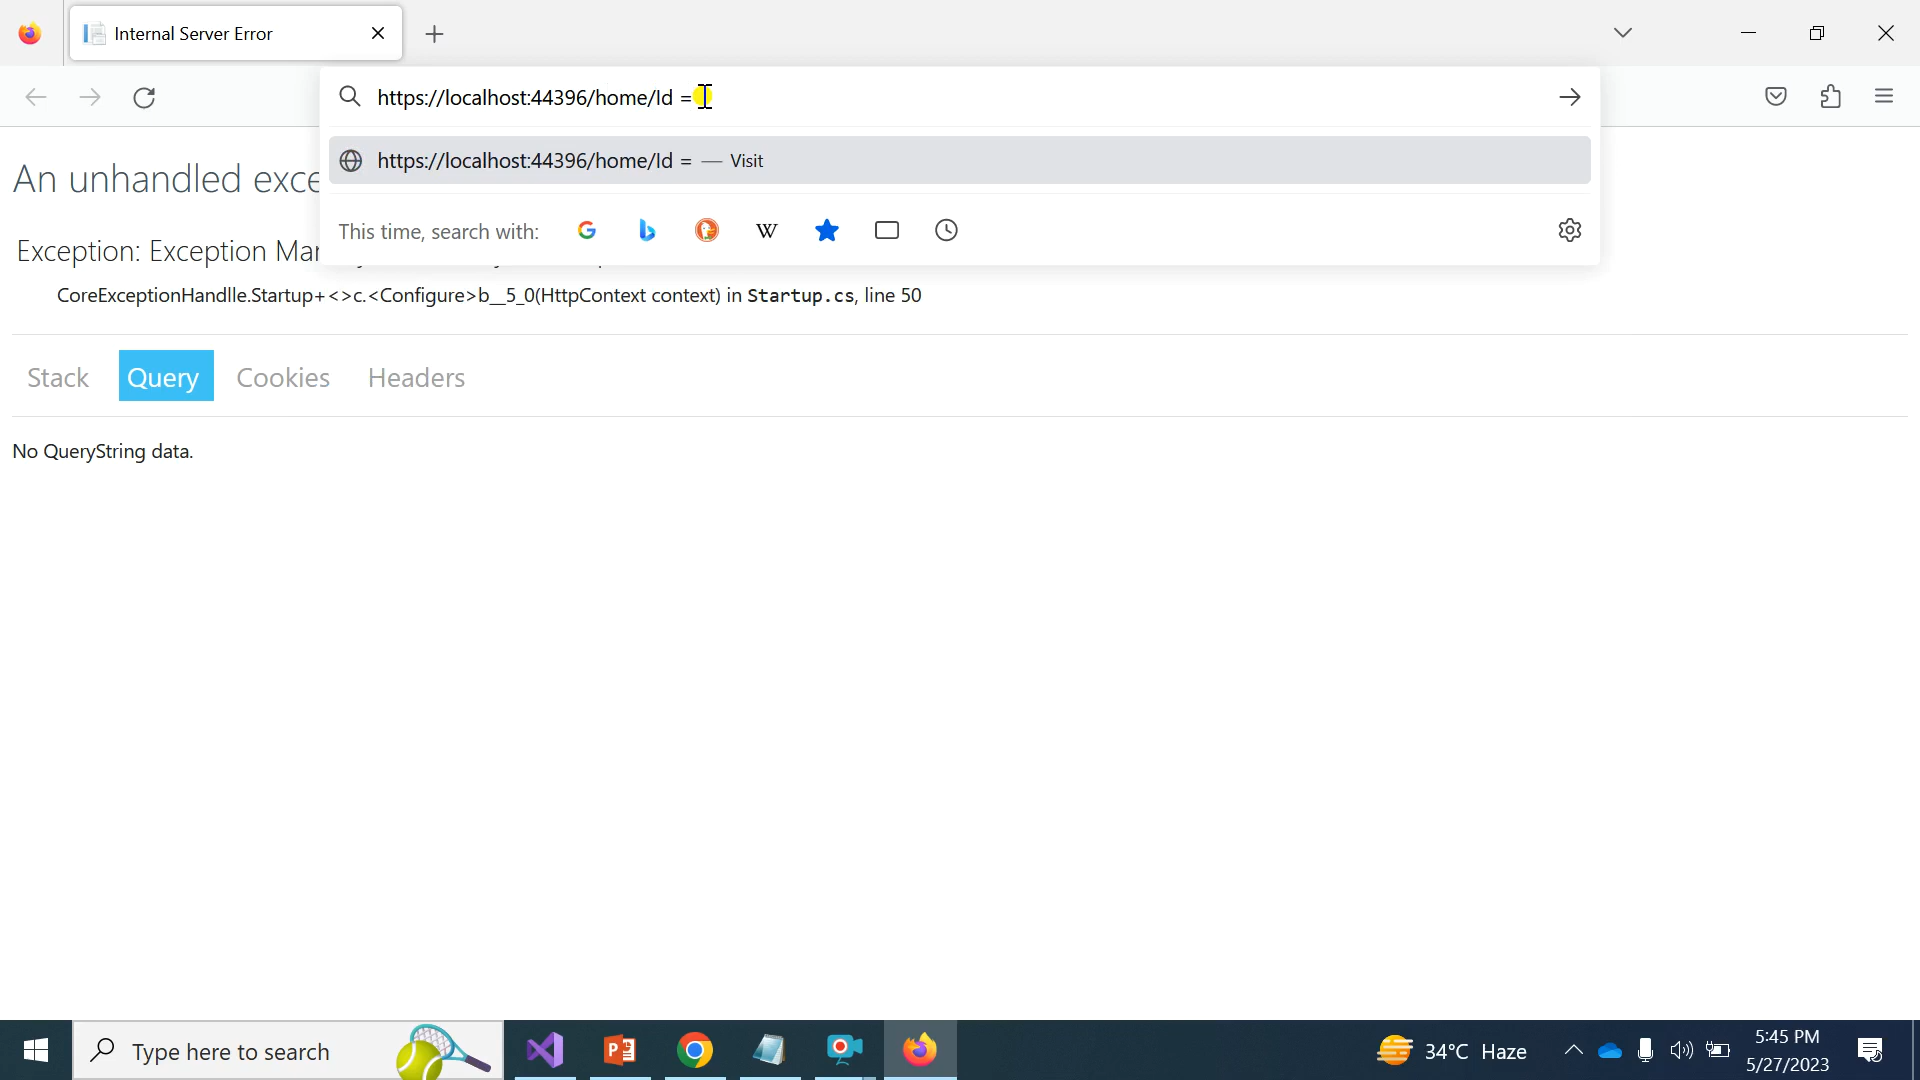 Internal Server Error
https://localhost:44396/home/Id =
https://localhost:44396/home/Id = — Visit
This time, search with:
An unhandled exce
Exception: Exception Mar
CoreExceptionHandlle.Startup+<>c.<Configure>b__5_0(HttpContext context) in Startup.cs, line 50
Stack Query Cookies Headers
No QueryString data.
Type here to search
34°C Haze
5:45 PM
5/27/2023